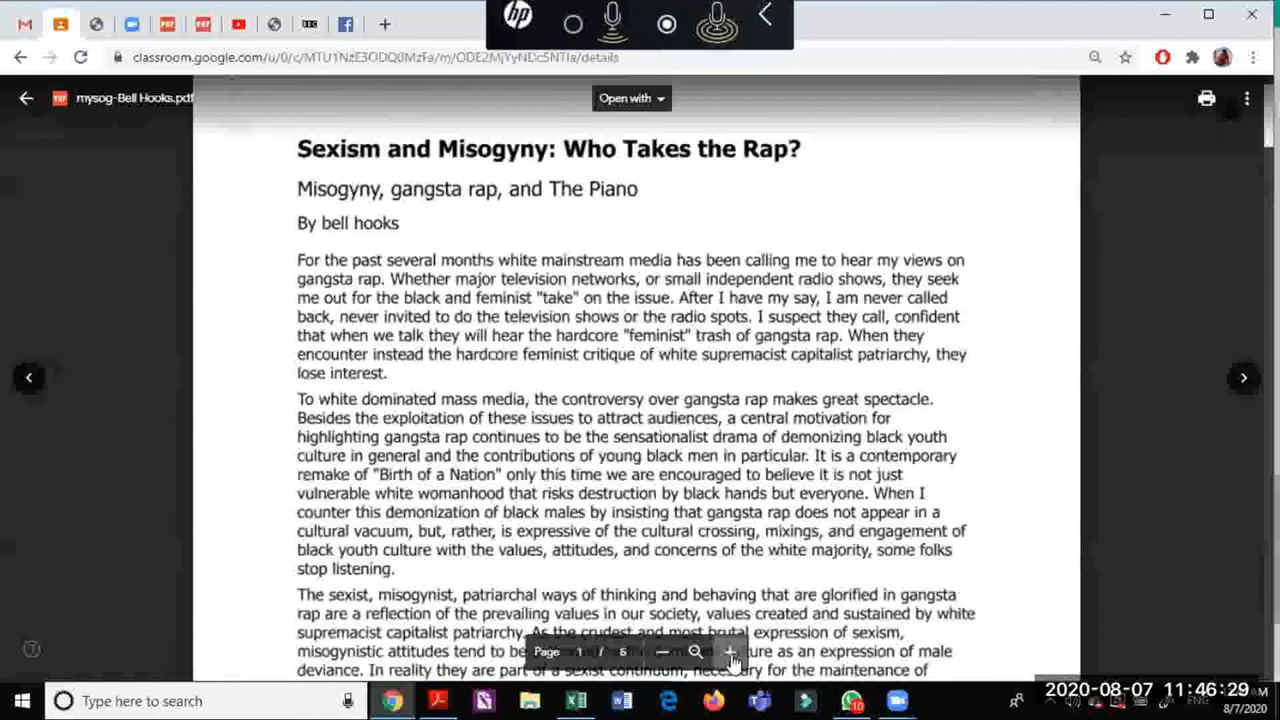 hp
classroom.google.com/u/0/c/MTU1NzE3ODQ0MzFa/m/ODE2MjYyNDc5NTIa/details
mysog-Bell Hooks.pdf
Open with
Sexism and Misogyny: Who Takes the Rap?
Misogyny, gangsta rap, and The Piano
By bell hooks
For the past several months white mainstream media has been calling me to hear my views on
gangsta rap. Whether major television networks, or small independent radio shows, they seek
me out for the black and feminist "take" on the issue. After I have my say, I am never called
back, never invited to do the television shows or the radio spots. I suspect they call, confident
that when we talk they will hear the hardcore "feminist" trash of gangsta rap. When they
encounter instead the hardcore feminist critique of white supremacist capitalist patriarchy, they
lose interest.
To white dominated mass media, the controversy over gangsta rap makes great spectacle.
Besides the exploitation of these issues to attract audiences, a central motivation for
highlighting gangsta rap continues to be the sensationalist drama of demonizing black youth
culture in general and the contributions of young black men in particular. It is a contemporary
remake of "Birth of a Nation" only this time we are encouraged to believe it is not just
vulnerable white womanhood that risks destruction by black hands but everyone. When I
counter this demonization of black males by insisting that gangsta rap does not appear in a
cultural vacuum, but, rather, is expressive of the cultural crossing, mixings, and engagement of
black youth culture with the values, attitudes, and concerns of the white majority, some folks
stop listening.
The sexist, misogynist, patriarchal ways of thinking and behaving that are glorified in gangsta
rap are a reflection of the prevailing values in our society, values created and sustained by white
supremacist capitalist patriarchy. As the crudest and most brutal expression of sexism,
misogynistic attitudes tend to be ure as an expression of male
Page 1 / 6
deviance. In reality they are part of a sexist continuum, necessary for the maintenance of
Type here to search
10
2020-08-07 11:46:29 AM
ENG
8/7/2020